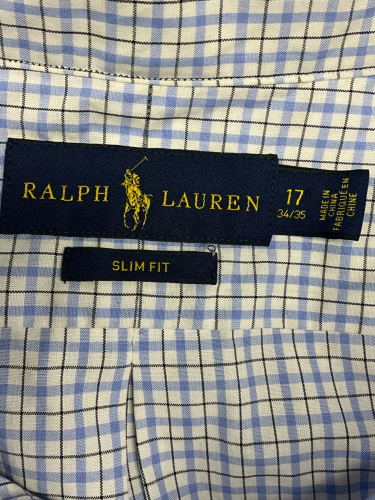 RALPH LAUREN
17
34/35
MADE IN
CHINA
FABRIQUÉ EN
CHINE
SLIM FIT